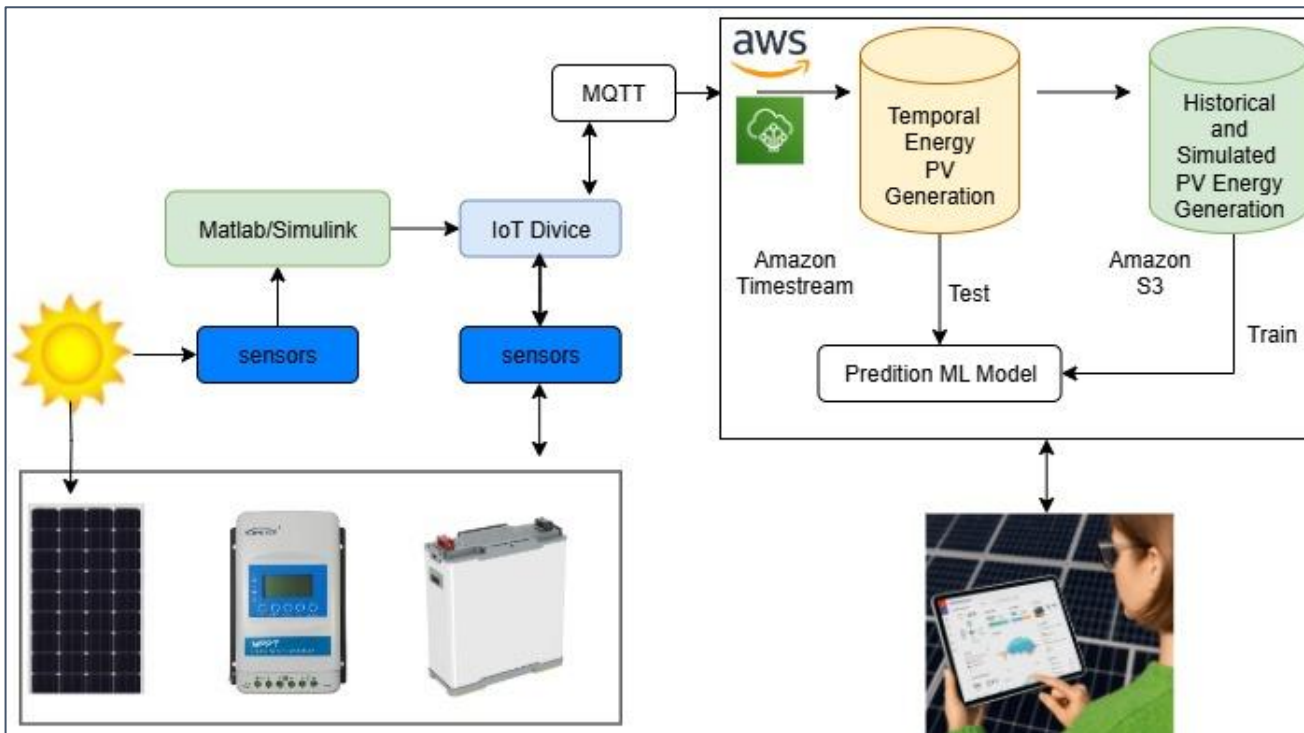 aws
MQTT
Temporal
Energy
PV
Generation
Historical
and
Simulated
PV Energy
Generation
Matlab/Simulink
IoT Divice
Amazon
Timestream
Amazon
S3
Test
Train
sensors
sensors
Predition ML Model
MPPT